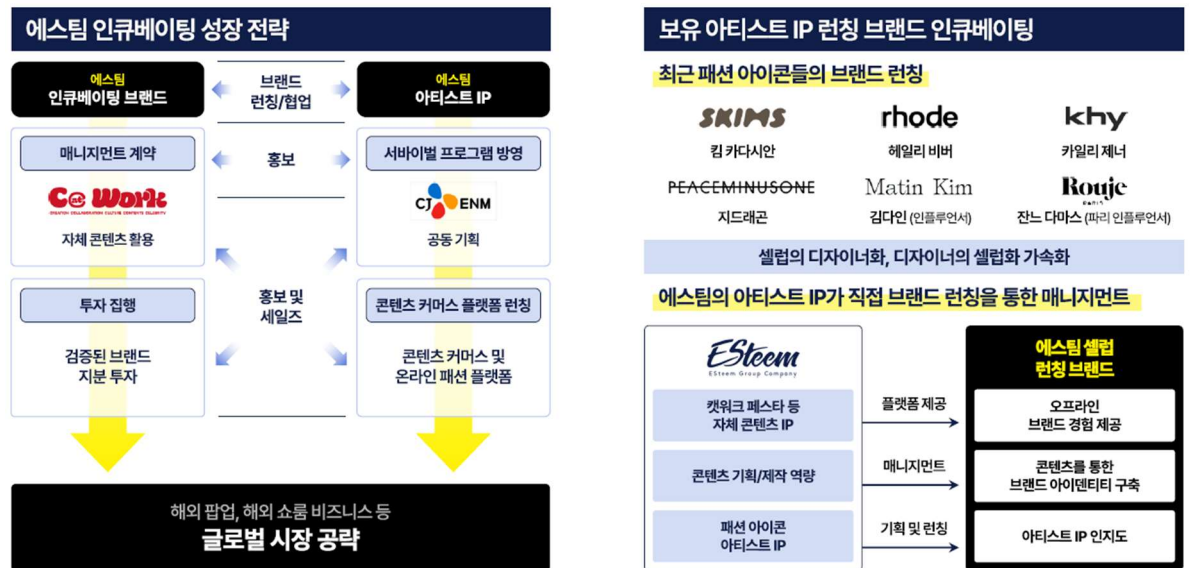 에스팀 인큐베이팅 성장 전략
에스팀
인큐베이팅 브랜드
브랜드
런칭/협업
에스팀
아티스트 IP
매니지먼트 계약
홍보
서바이벌 프로그램 방영
Cat Work
CJ ENM
자체 콘텐츠 활용
공동 기획
투자 집행
홍보 및
세일즈
콘텐츠 커머스 플랫폼 런칭
검증된 브랜드
지분 투자
콘텐츠 커머스 및
온라인 패션 플랫폼
해외 팝업, 해외 쇼룸 비즈니스 등
글로벌 시장 공략
보유 아티스트 IP 런칭 브랜드 인큐베이팅
최근 패션 아이콘들의 브랜드 런칭
SKIMS
rhode
khy
킴 카다시안
헤일리 비버
카일리 제너
PEACEMINUSONE
Matin Kim
Rouje
PARIS
지드래곤
김다인 (인플루언서)
잔느 다마스 (파리 인플루언서)
셀럽의 디자이너화, 디자이너의 셀럽화 가속화
에스팀의 아티스트 IP가 직접 브랜드 런칭을 통한 매니지먼트
ESteem
ESteem Group Company
에스팀 셀럽
런칭 브랜드
캣워크 페스타 등
자체 콘텐츠 IP
플랫폼 제공
오프라인
브랜드 경험 제공
콘텐츠 기획/제작 역량
매니지먼트
콘텐츠를 통한
브랜드 아이덴티티 구축
패션 아이콘
아티스트 IP
기획 및 런칭
아티스트 IP 인지도